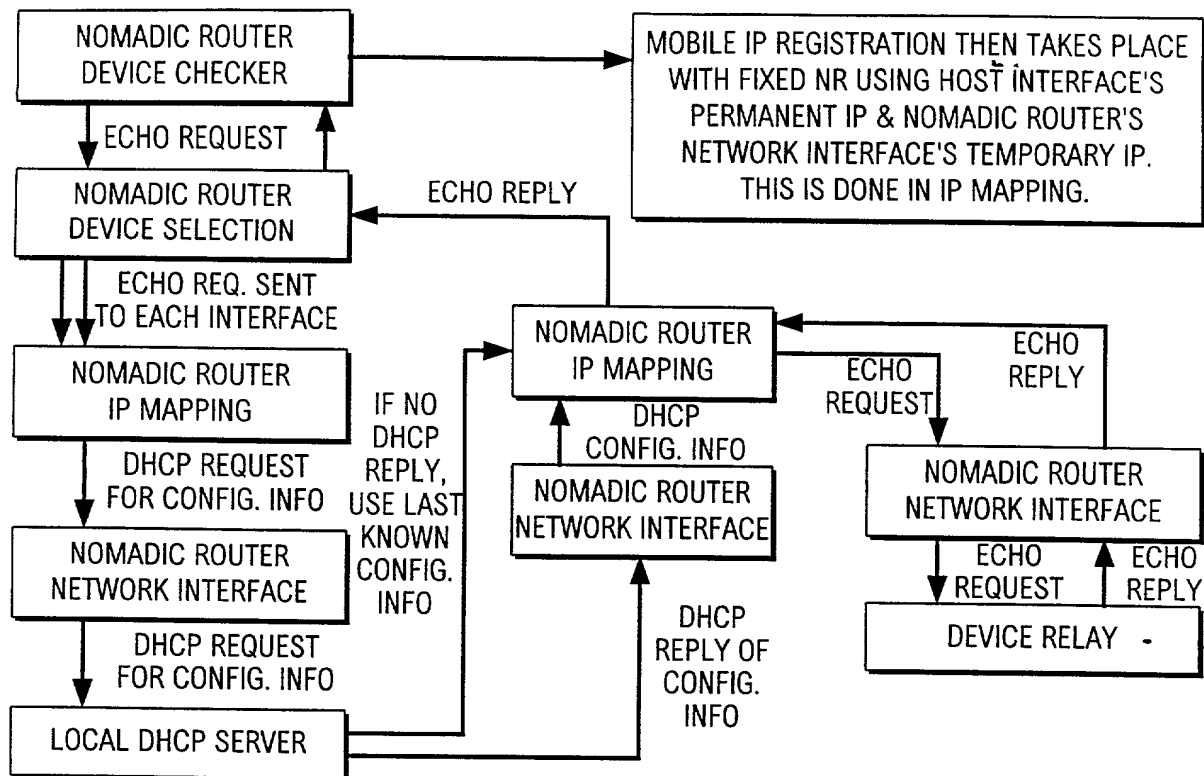 NOMADIC ROUTER
DEVICE CHECKER
MOBILE IP REGISTRATION THEN TAKES PLACE
WITH FIXED NR USING HOST INTERFACE'S
PERMANENT IP & NOMADIC ROUTER'S
NETWORK INTERFACE'S TEMPORARY IP.
THIS IS DONE IN IP MAPPING.
ECHO REQUEST
NOMADIC ROUTER
DEVICE SELECTION
ECHO REPLY
ECHO REQ. SENT
TO EACH INTERFACE
NOMADIC ROUTER
IP MAPPING
DHCP REQUEST
FOR CONFIG. INFO
NOMADIC ROUTER
NETWORK INTERFACE
DHCP REQUEST
FOR CONFIG. INFO
LOCAL DHCP SERVER
IF NO
DHCP
REPLY,
USE LAST
KNOWN
CONFIG.
INFO
NOMADIC ROUTER
IP MAPPING
DHCP
CONFIG. INFO
NOMADIC ROUTER
NETWORK INTERFACE
DHCP
REPLY OF
CONFIG.
INFO
ECHO
REQUEST
ECHO
REPLY
NOMADIC ROUTER
NETWORK INTERFACE
ECHO
REQUEST
ECHO
REPLY
DEVICE RELAY